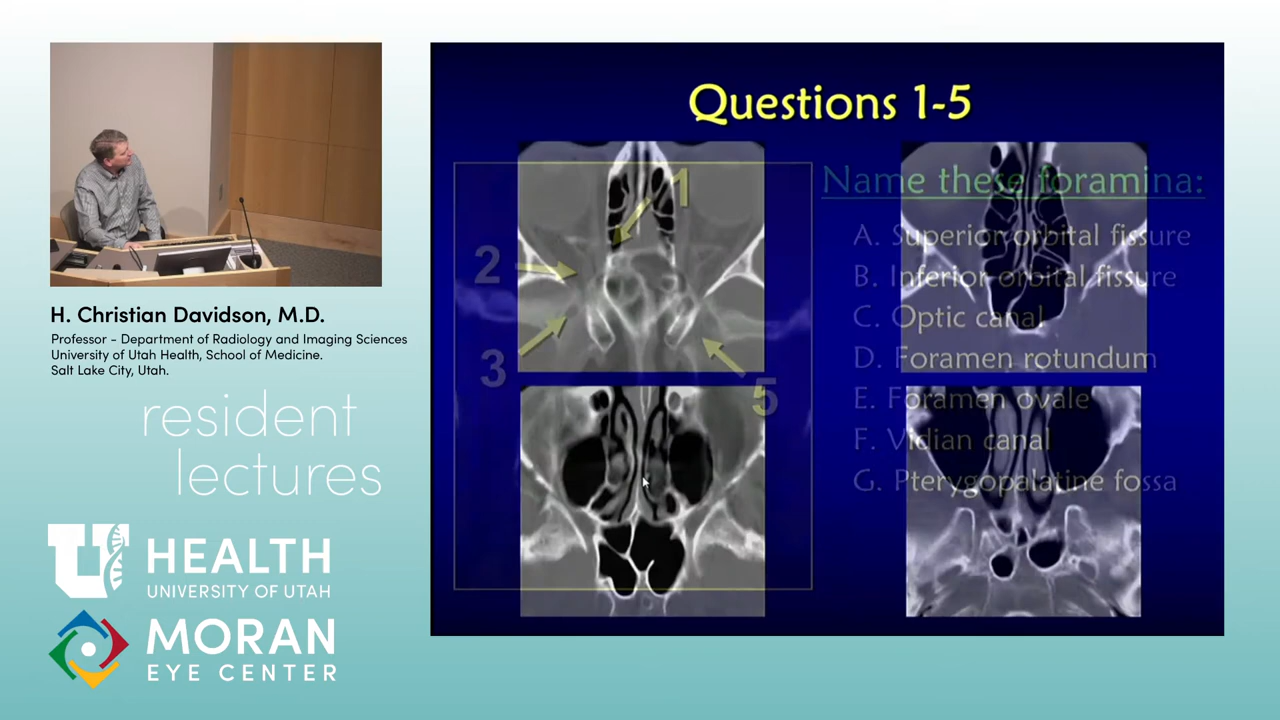 Questions 1-5
1
2
3
5
Name these foramina:
A. Superior orbital fissure
B. Inferior orbital fissure
C. Optic canal
D. Foramen rotundum
E. Foramen ovale
F. Vidian canal
G. Pterygopalatine fossa
H. Christian Davidson, M.D.
Professor - Department of Radiology and Imaging Sciences
University of Utah Health, School of Medicine.
Salt Lake City, Utah.
resident
lectures
U HEALTH
UNIVERSITY OF UTAH
MORAN
EYE CENTER